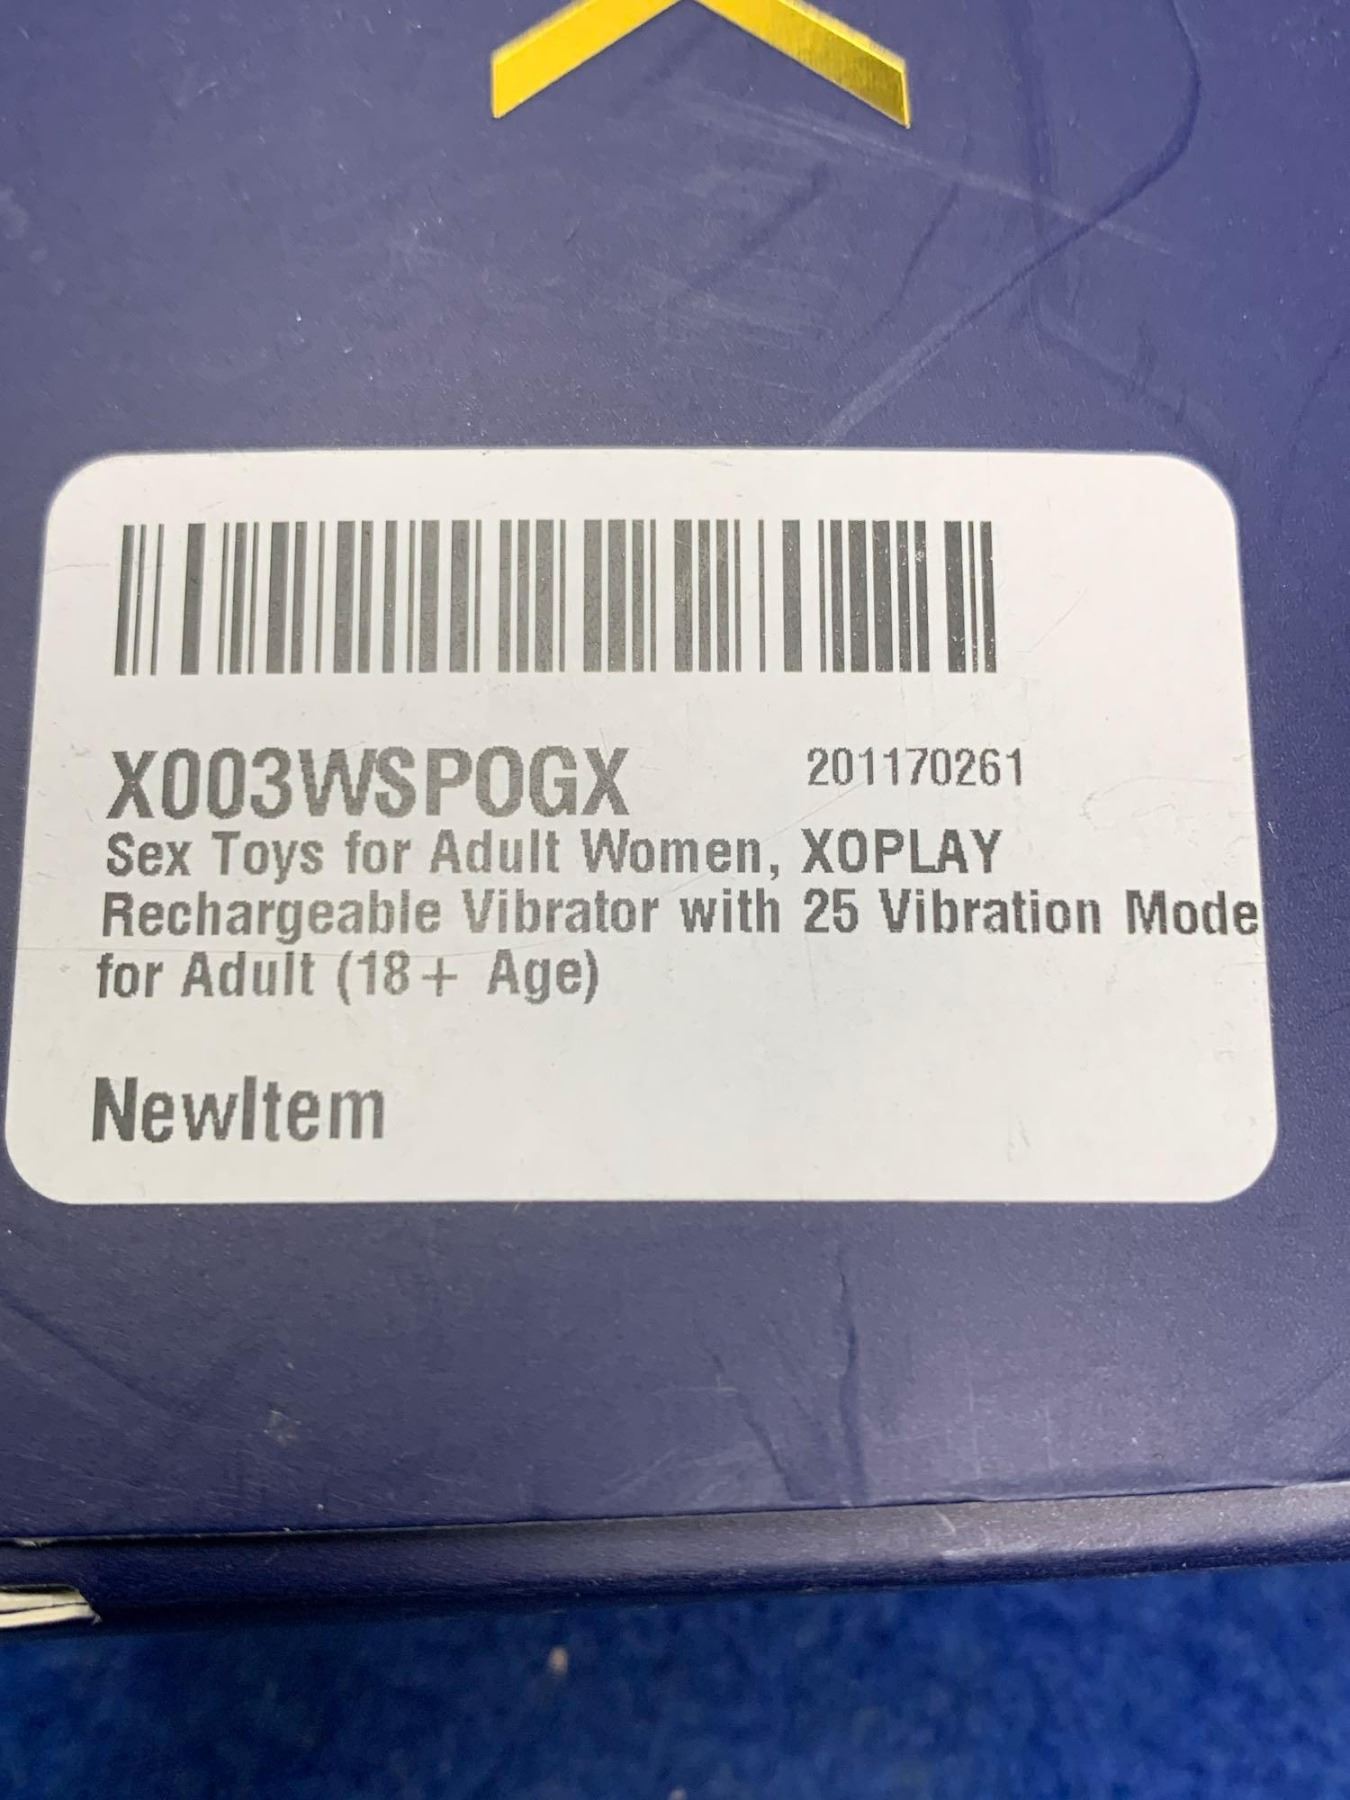 X003WSPOGX 201170261
Sex Toys for Adult Women, XOPLAY
Rechargeable Vibrator with 25 Vibration Mode
for Adult (18+ Age)
NewItem